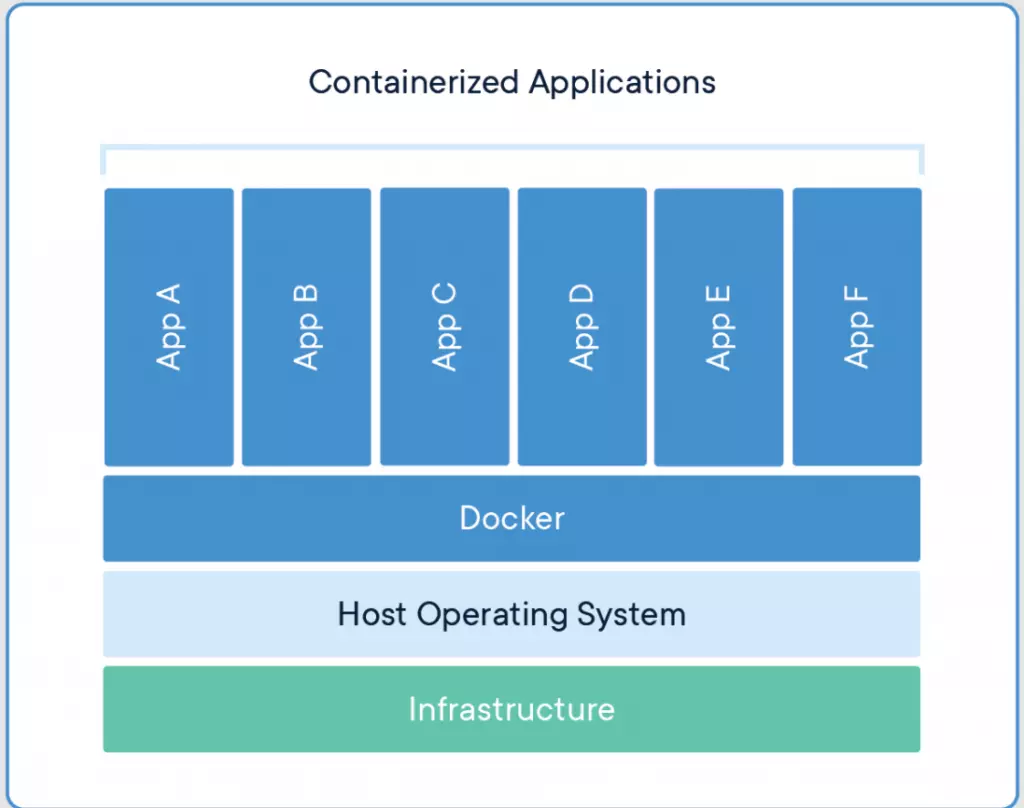 Containerized Applications
App A
App B
App C
App D
App E
App F
Docker
Host Operating System
Infrastructure